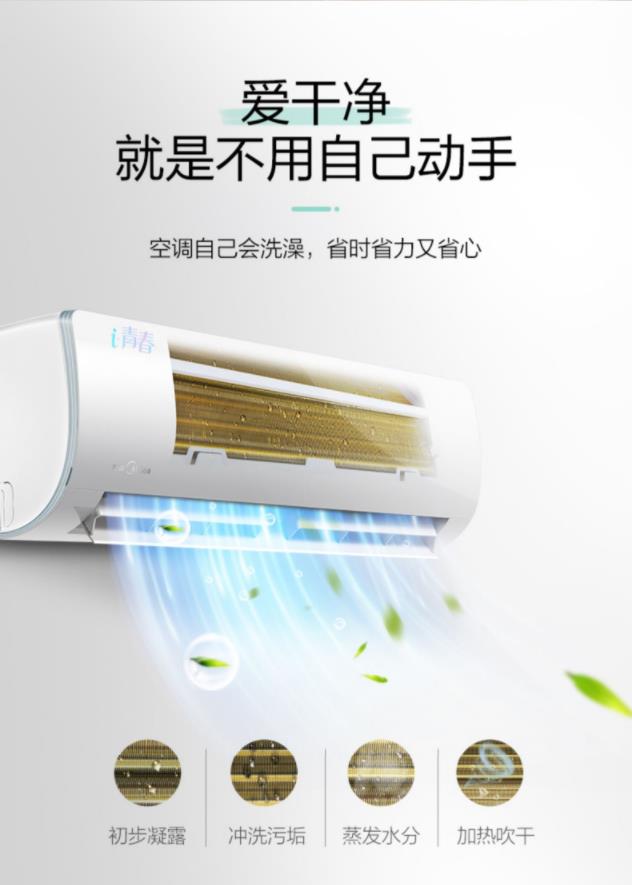 爱干净
就是不用自己动手
空调自己会洗澡，省时省力又省心
i青春
初步凝露
冲洗污垢
蒸发水分
加热吹干